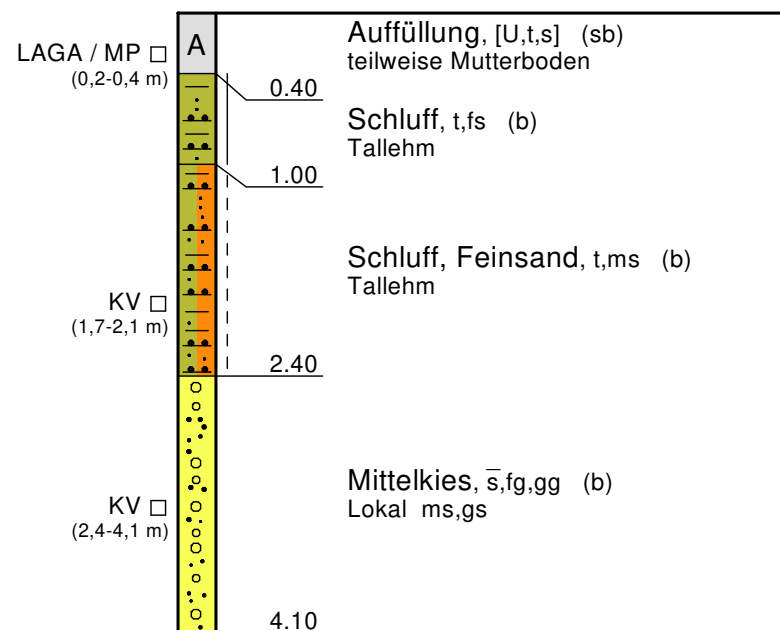 LAGA / MP
(0,2-0,4 m)
A
Auffüllung, [U,t,s] (sb)
teilweise Mutterboden
0.40
Schluff, t,fs (b)
Tallehm
1.00
Schluff, Feinsand, t,ms (b)
Tallehm
KV
(1,7-2,1 m)
2.40
Mittelkies, s̅,fg,gg (b)
Lokal ms,gs
KV
(2,4-4,1 m)
4.10